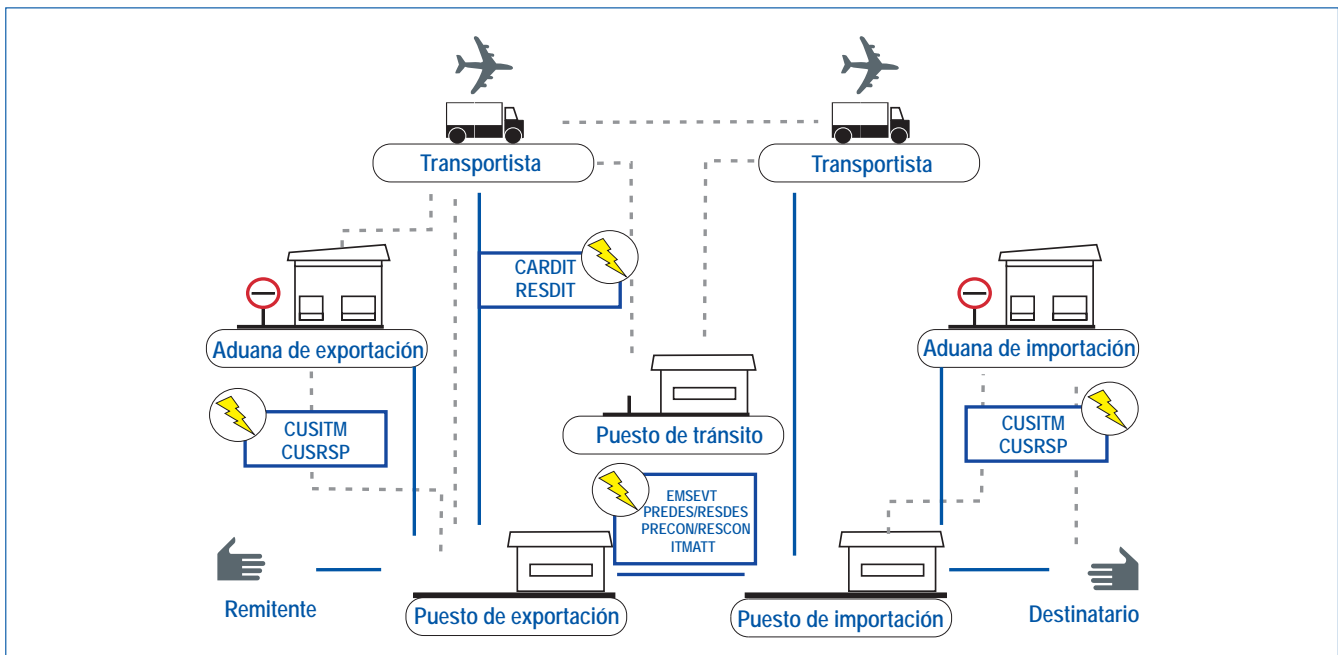 Transportista
Transportista
CARDIT
RESDIT
Aduana de exportación
Aduana de importación
CUSITM
CUSRSP
Puesto de tránsito
CUSITM
CUSRSP
EMSEVT
PREDES/RESDES
PRECON/RESCON
ITMATT
Remitente
Puesto de exportación
Puesto de importación
Destinatario